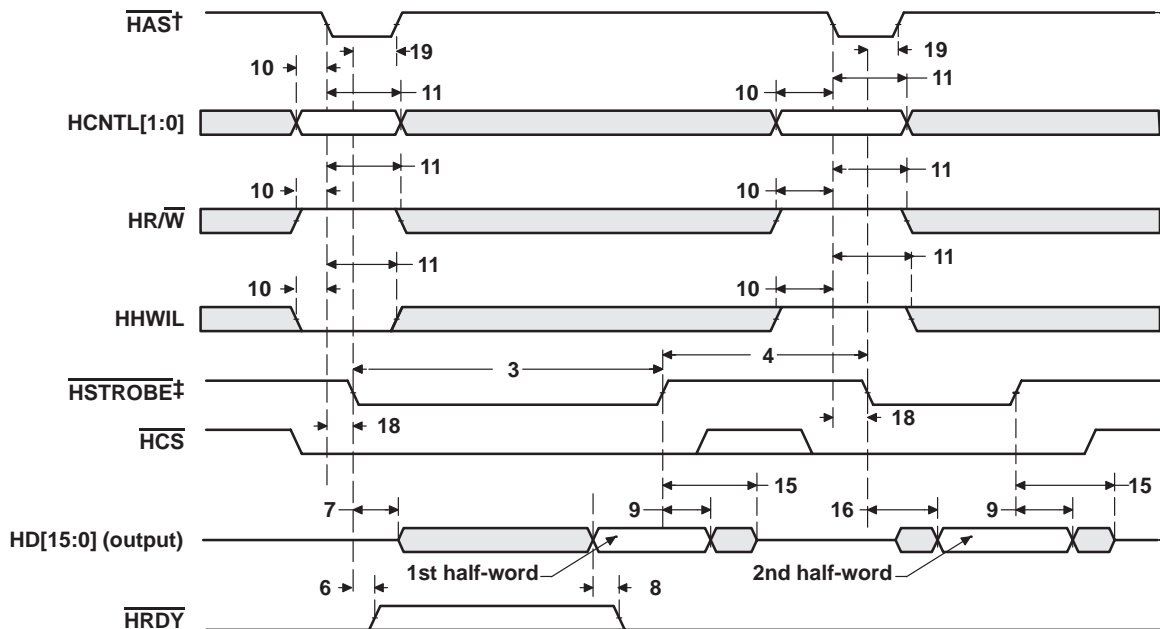 HAS†
19 19
10 11 10 11
HCNTL[1:0]
11 11
10 10
HR/W
11 11
10 10
HHWIL
3 4
HSTROBE‡
18 18
HCS
15 15
7 9 16 9
HD[15:0] (output)
1st half-word 2nd half-word
6 8
HRDY